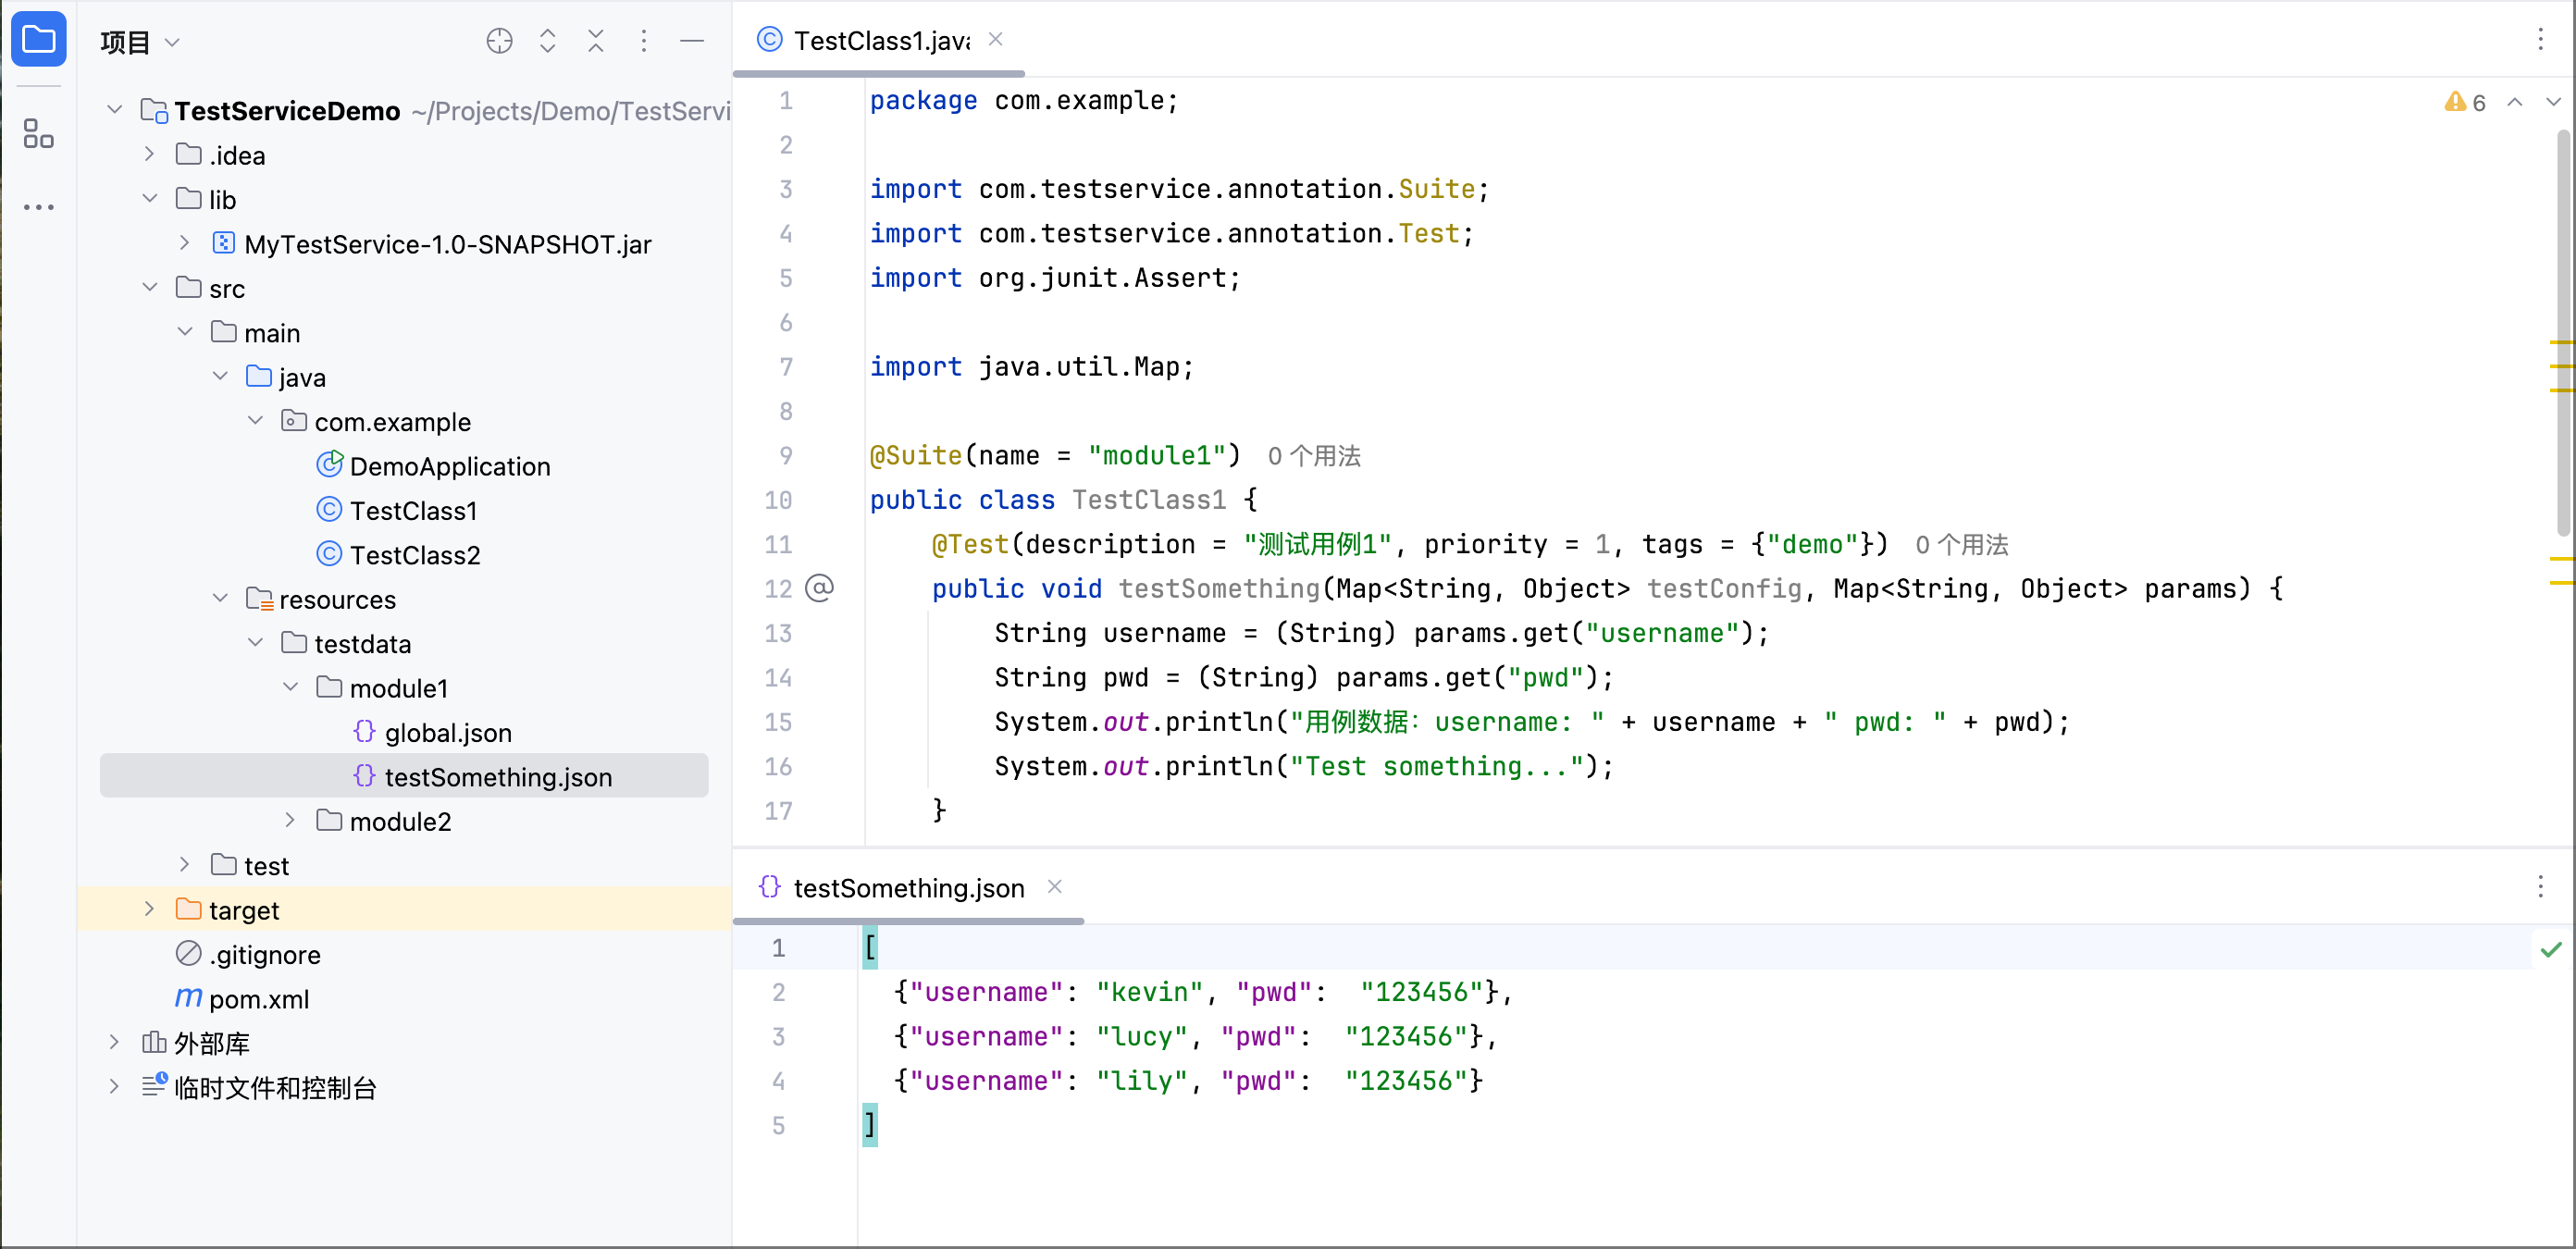 项目
TestServiceDemo ~/Projects/Demo/TestServi
.idea
lib
MyTestService-1.0-SNAPSHOT.jar
src
main
java
com.example
DemoApplication
TestClass1
TestClass2
resources
testdata
module1
global.json
testSomething.json
module2
test
target
.gitignore
pom.xml
外部库
临时文件和控制台
TestClass1.java
6
1 package com.example;
2
3 import com.testservice.annotation.Suite;
4 import com.testservice.annotation.Test;
5 import org.junit.Assert;
6
7 import java.util.Map;
8
9 @Suite(name = "module1") 0 个用法
10 public class TestClass1 {
11 @Test(description = "测试用例1", priority = 1, tags = {"demo"}) 0 个用法
12 public void testSomething(Map<String, Object> testConfig, Map<String, Object> params) {
13 String username = (String) params.get("username");
14 String pwd = (String) params.get("pwd");
15 System.out.println("用例数据：username: " + username + " pwd: " + pwd);
16 System.out.println("Test something...");
17 }
testSomething.json
1 [
2 {"username": "kevin", "pwd": "123456"},
3 {"username": "lucy", "pwd": "123456"},
4 {"username": "lily", "pwd": "123456"}
5 ]